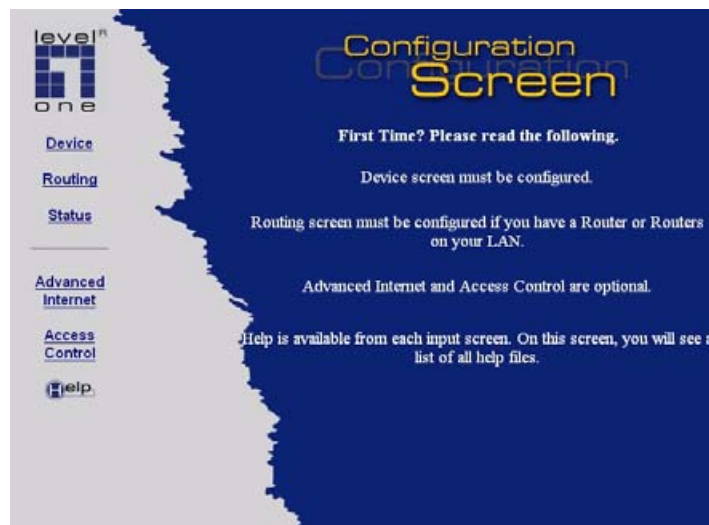 level®
one
Device
Routing
Status
Advanced
Internet
Access
Control
Help
Configuration
Screen
First Time? Please read the following.
Device screen must be configured.
Routing screen must be configured if you have a Router or Routers
on your LAN.
Advanced Internet and Access Control are optional.
Help is available from each input screen. On this screen, you will see a
list of all help files.